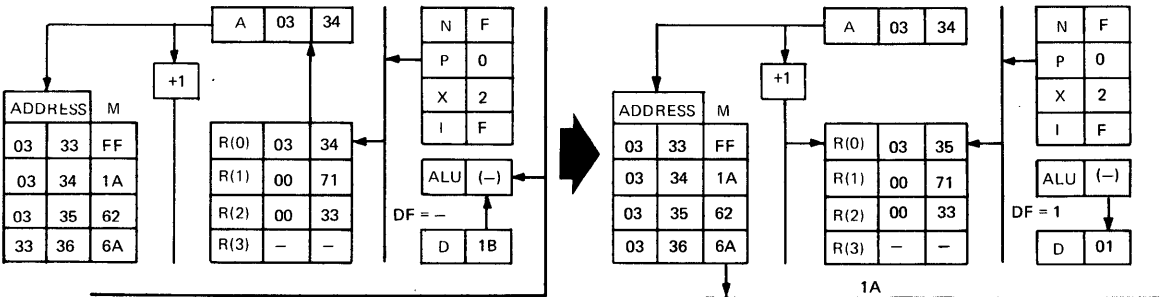 A 03 34
N F
P 0
X 2
I F
+1
ADDRESS M
03 33 FF
03 34 1A
03 35 62
33 36 6A
R(0) 03 34
R(1) 00 71
R(2) 00 33
R(3) – –
ALU (–)
DF = –
D 1B
A 03 34
N F
P 0
X 2
I F
+1
ADDRESS M
03 33 FF
03 34 1A
03 35 62
03 36 6A
R(0) 03 35
R(1) 00 71
R(2) 00 33
R(3) – –
ALU (–)
DF = 1
D 01
1A